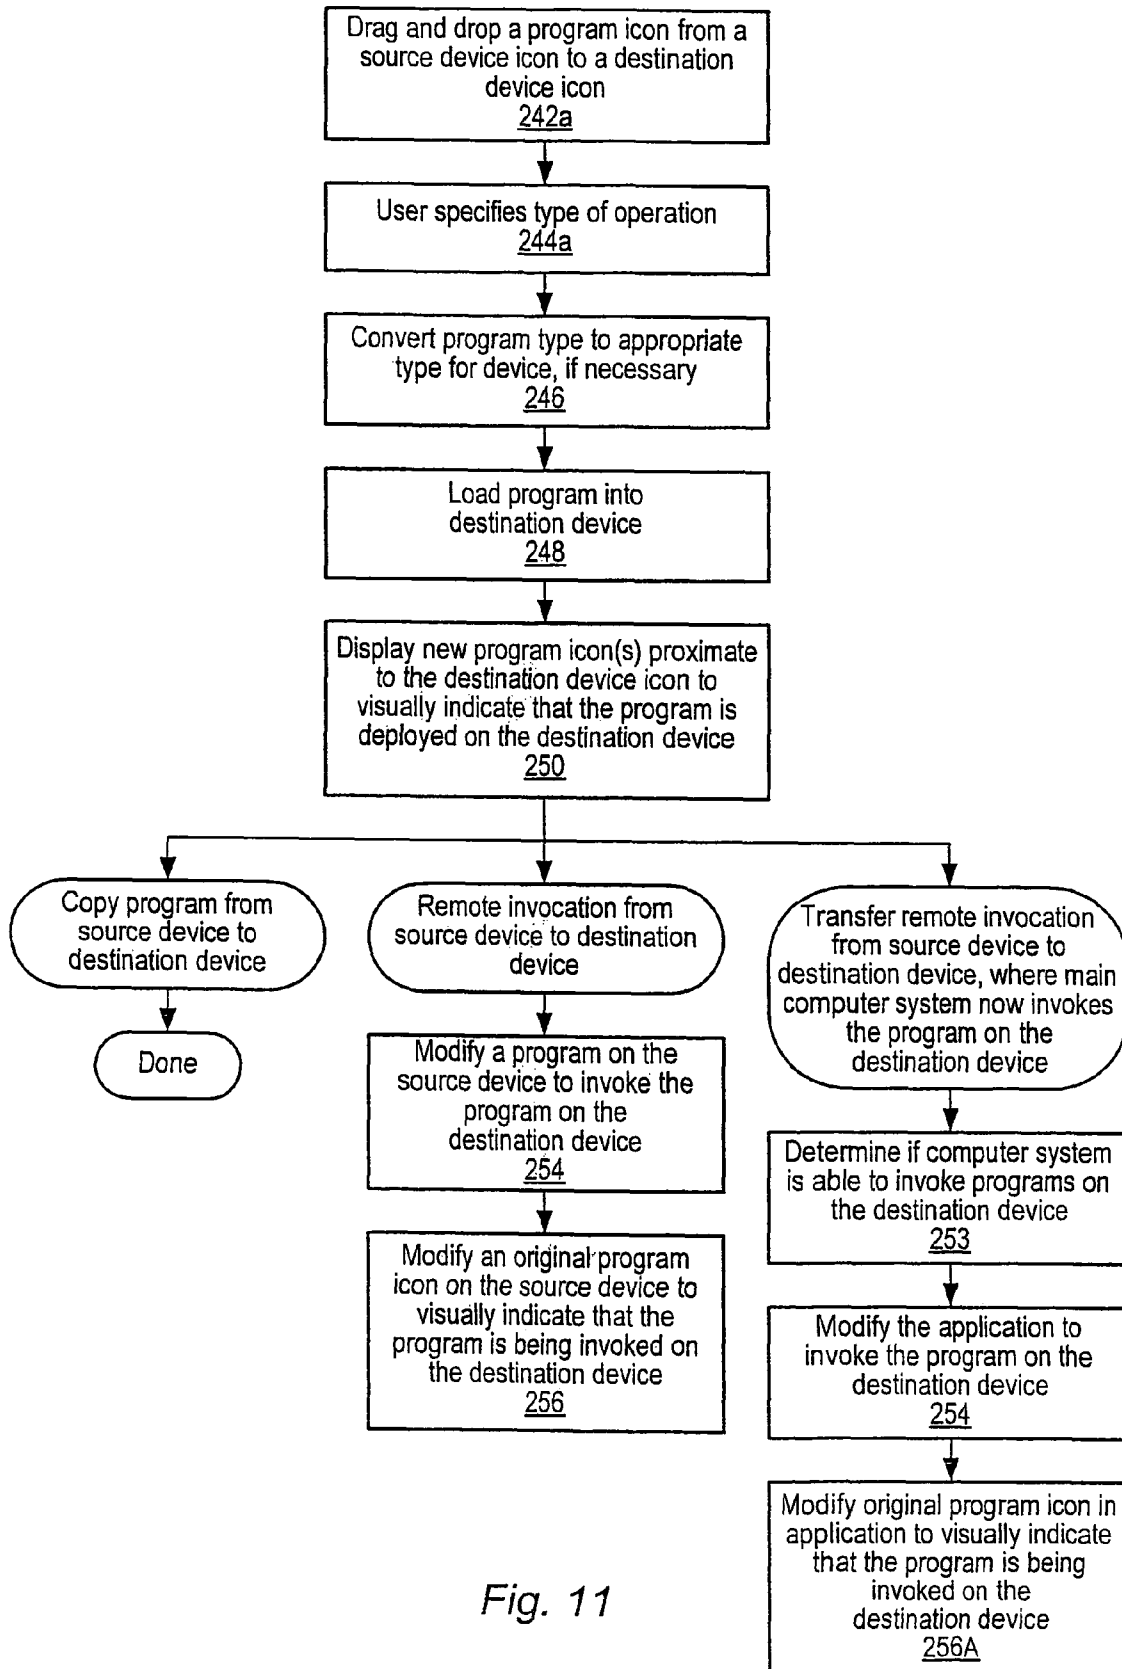 Drag and drop a program icon from a
source device icon to a destination
device icon
242a
User specifies type of operation
244a
Convert program type to appropriate
type for device, if necessary
246
Load program into
destination device
248
Display new program icon(s) proximate
to the destination device icon to
visually indicate that the program is
deployed on the destination device
250
Copy program from
source device to
destination device
Done
Remote invocation from
source device to destination
device
Modify a program on the
source device to invoke the
program on the
destination device
254
Modify an original program
icon on the source device to
visually indicate that the
program is being invoked on
the destination device
256
Transfer remote invocation
from source device to
destination device, where main
computer system now invokes
the program on the
destination device
Determine if computer system
is able to invoke programs on
the destination device
253
Modify the application to
invoke the program on the
destination device
254
Modify original program icon in
application to visually indicate
that the program is being
invoked on the
destination device
256A
Fig. 11